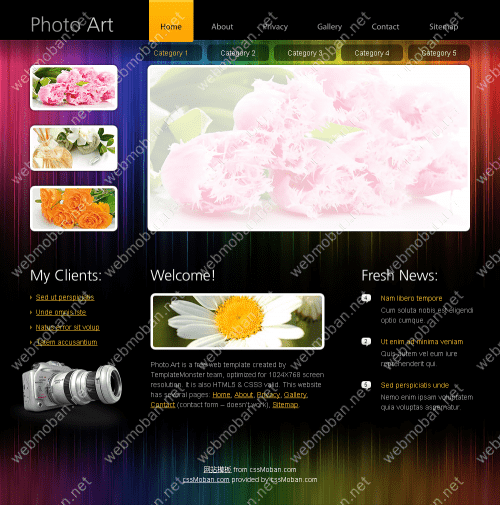 Photo Art
Home
About
Privacy
Gallery
Contact
Sitemap
Category 1
Category 2
Category 3
Category 4
Category 5
My Clients:
Sed ut perspiciatis
Unde omnis iste
Natus error sit volup
Totem accusantium
Welcome!
Photo Art is a free web template created by
TemplateMonster team, optimized for 1024X768 screen
resolution. It is also HTML5 & CSS3 valid. This website
has several pages: Home, About, Privacy, Gallery,
Contact (contact form – doesn't work), Sitemap.
Fresh News:
Nam libero tempore
Cum soluta nobis est eligendi
optio cumque
Ut enim ad minima veniam
Quis autem vel eum iure
reprehenderit qui
Sed perspiciatis unde
Nemo enim ipsam voluptatem
quia voluptas aspernatur
网站模板 from cssMoban.com
cssMoban.com provided by cssMoban.com
webmoban.net